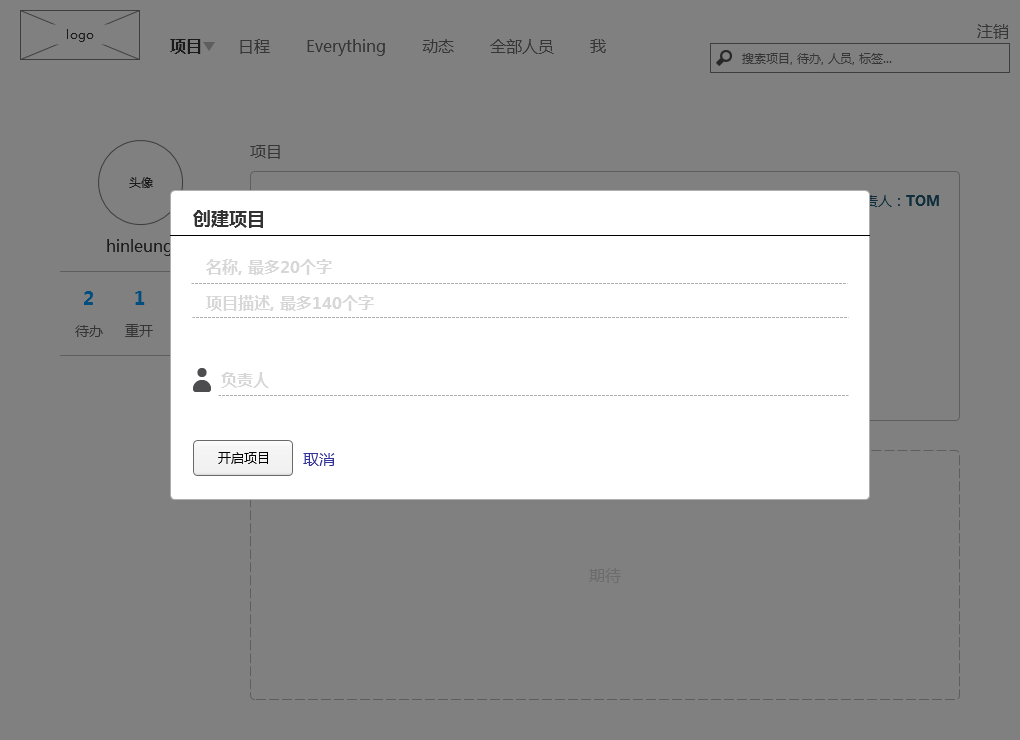 logo
项目 日程 Everything 动态 全部人员 我
注销
搜索项目, 待办, 人员, 标签...
项目
头像
责人：TOM
hinleung
2 1
待办 重开
创建项目
名称, 最多20个字
项目描述, 最多140个字
负责人
开启项目 取消
期待